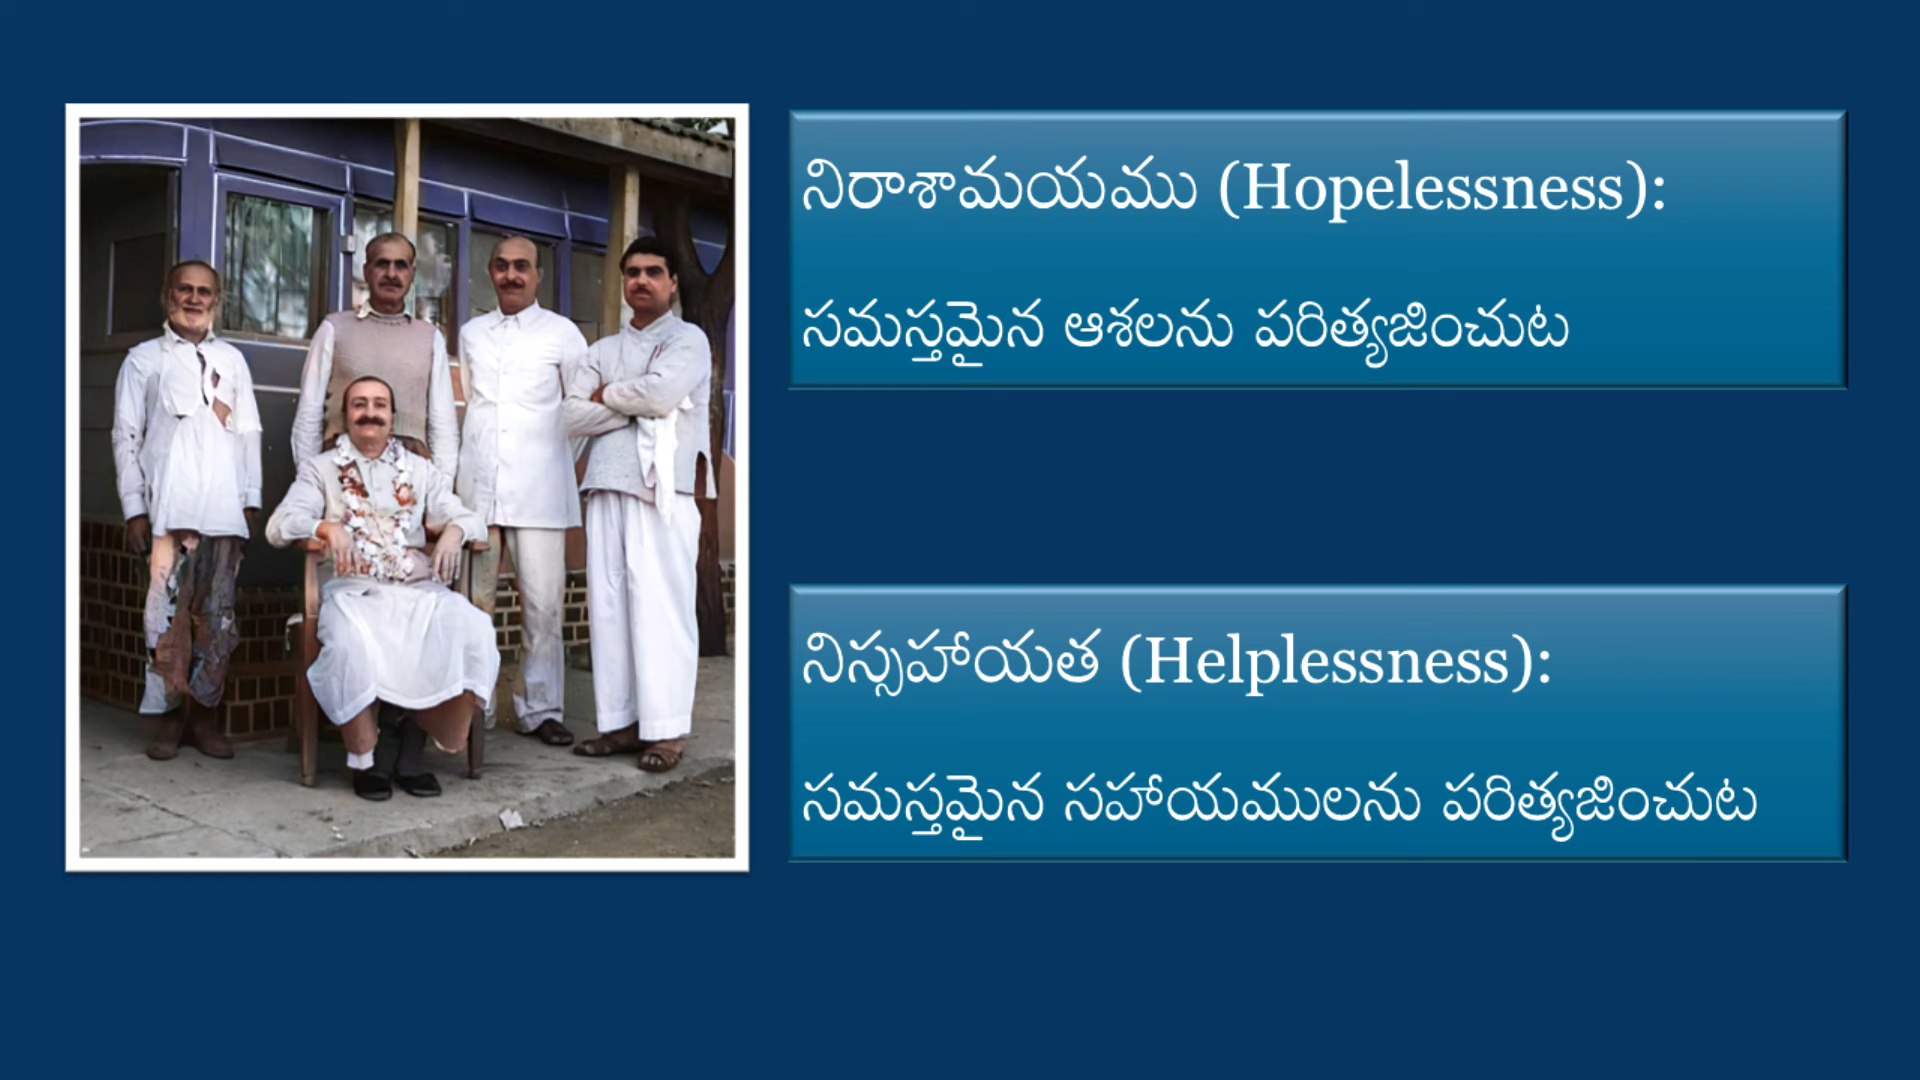 నిరాశామయము (Hopelessness):
సమస్తమైన ఆశలను పరిత్యజించుట
నిస్సహాయత (Helplessness):
సమస్తమైన సహాయములను పరిత్యజించుట